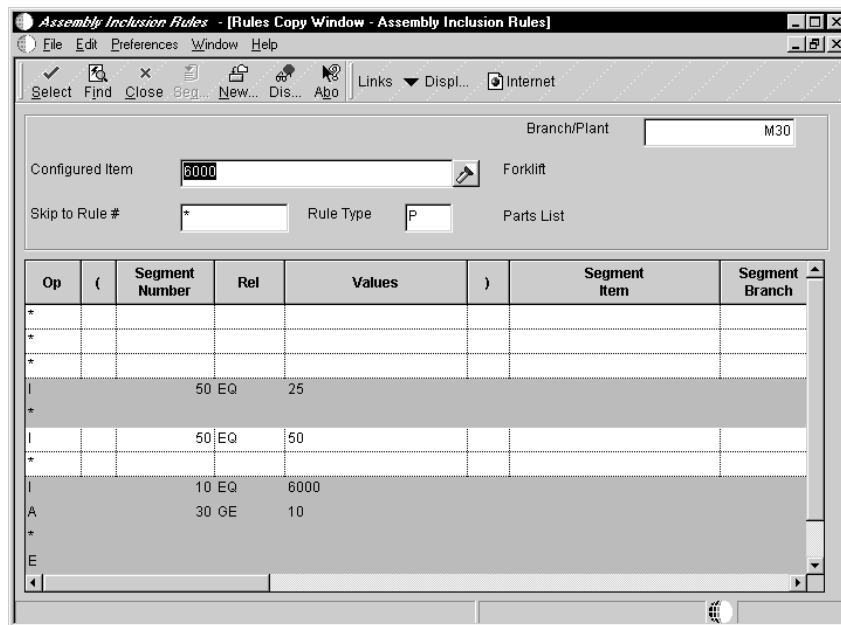 Assembly Inclusion Rules - [Rules Copy Window - Assembly Inclusion Rules]
File Edit Preferences Window Help
Select Find Close Seq... New... Dis... Abo Links Displ... Internet
Branch/Plant M30
Configured Item 6000 Forklift
Skip to Rule # * Rule Type P Parts List
Op ( Segment Number Rel Values ) Segment Item Segment Branch
*
*
*
I 50 EQ 25
*
I 50 EQ 50
*
I 10 EQ 6000
A 30 GE 10
*
E